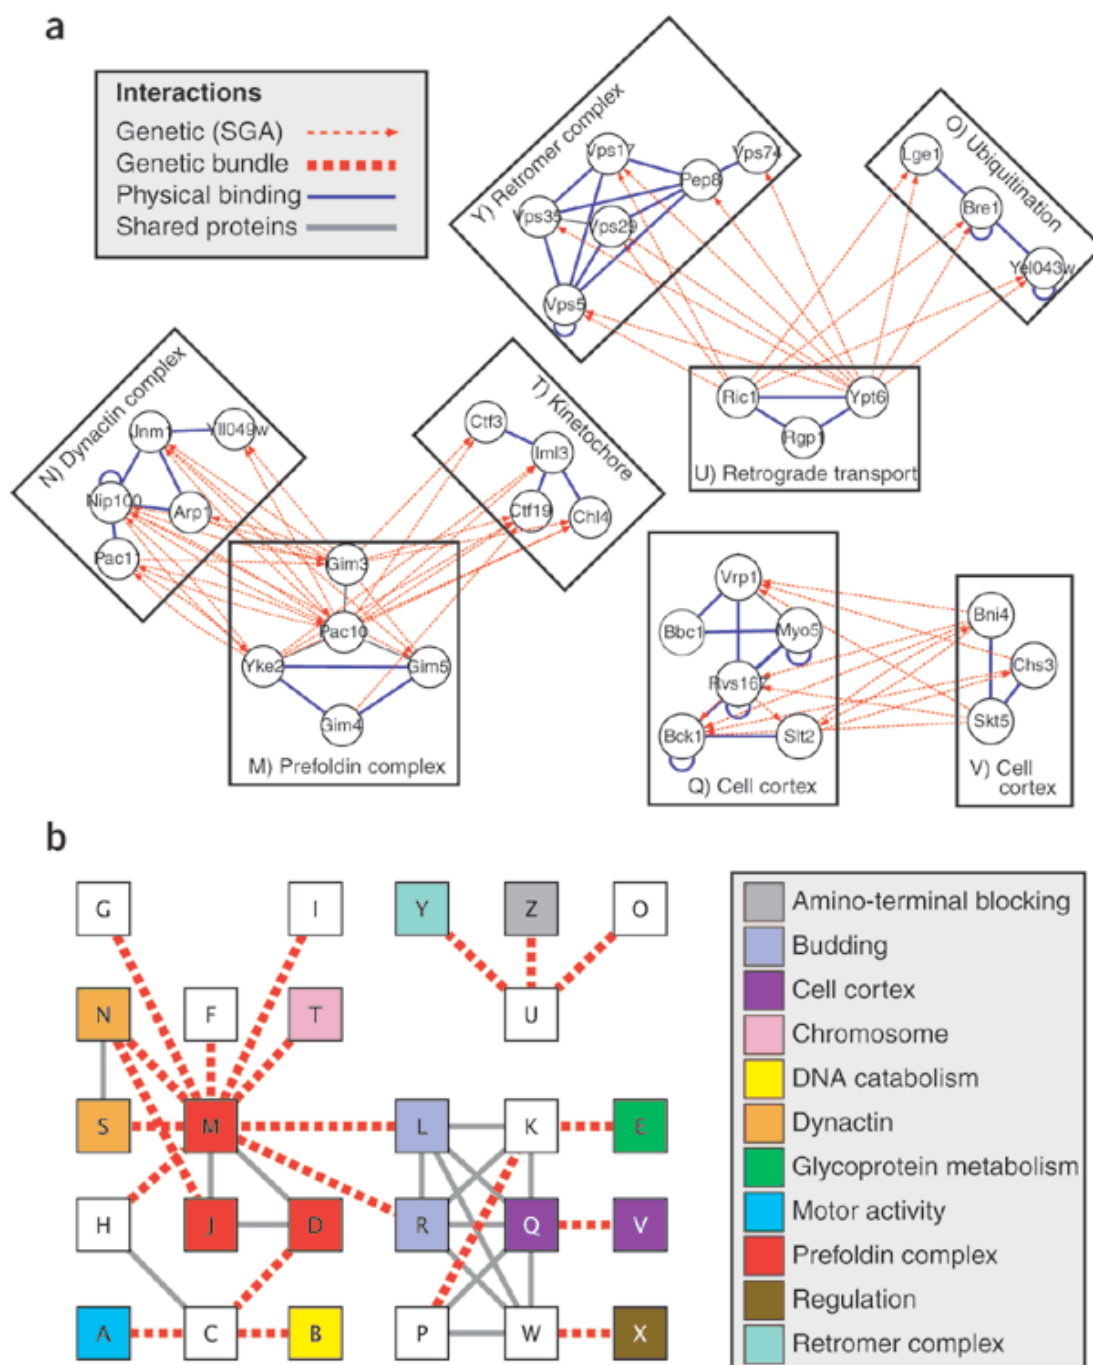 a
Interactions
Genetic (SGA)
Genetic bundle
Physical binding
Shared proteins
Y) Retromer complex
Vps17
Vps74
Pep8
Vps35
Vps29
Vps5
O) Ubiquitination
Lge1
Bre1
Yel043w
Ric1
Ypt6
Rgp1
U) Retrograde transport
N) Dynactin complex
Jnm1
Yll049w
Nip100
Arp1
Pac11
T) Kinetochore
Ctf3
Iml3
Ctf19
Chl4
Gim3
Pac10
Yke2
Gim5
Gim4
M) Prefoldin complex
Vrp1
Bbc1
Myo5
Rvs167
Bck1
Slt2
Q) Cell cortex
Bni4
Chs3
Skt5
V) Cell
cortex
b
G I Y Z O
N F T U
S M L K E
H J D R Q V
A C B P W X
Amino-terminal blocking
Budding
Cell cortex
Chromosome
DNA catabolism
Dynactin
Glycoprotein metabolism
Motor activity
Prefoldin complex
Regulation
Retromer complex